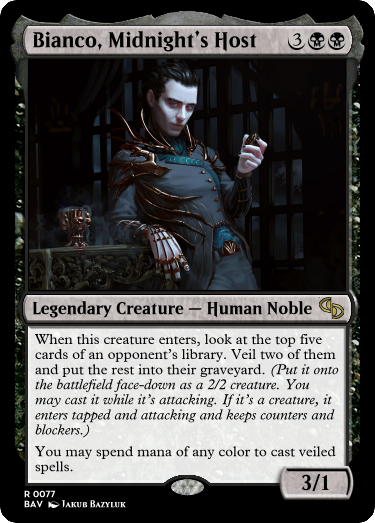 Bianco, Midnight's Host 3
Legendary Creature — Human Noble
When this creature enters, look at the top five
cards of an opponent's library. Veil two of them
and put the rest into their graveyard. (Put it onto
the battlefield face-down as a 2/2 creature. You
may cast it while it's attacking. If it's a creature, it
enters tapped and attacking and keeps counters and
blockers.)
You may spend mana of any color to cast veiled
spells.
3/1
R 0077
BAV Jakub Bazyluk